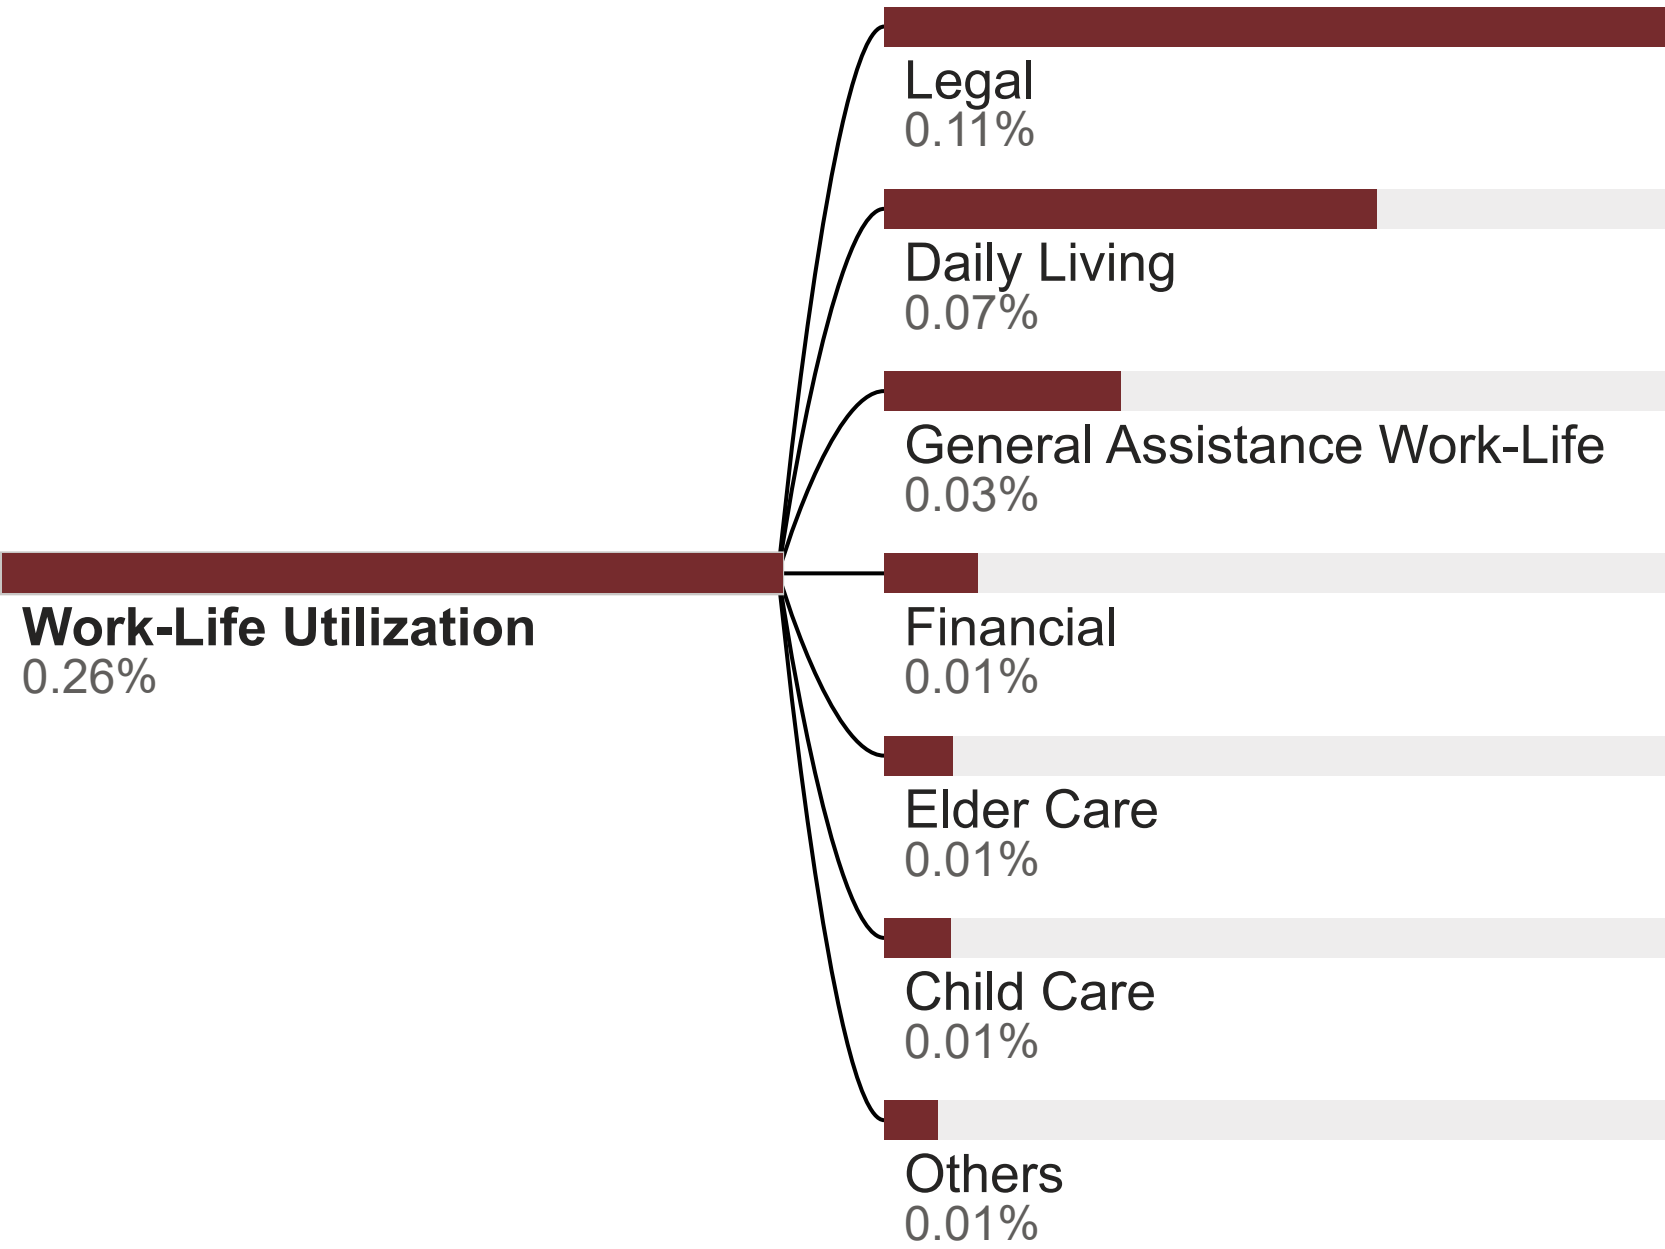 Legal
0.11%
Daily Living
0.07%
General Assistance Work-Life
0.03%
Work-Life Utilization
0.26%
Financial
0.01%
Elder Care
0.01%
Child Care
0.01%
Others
0.01%